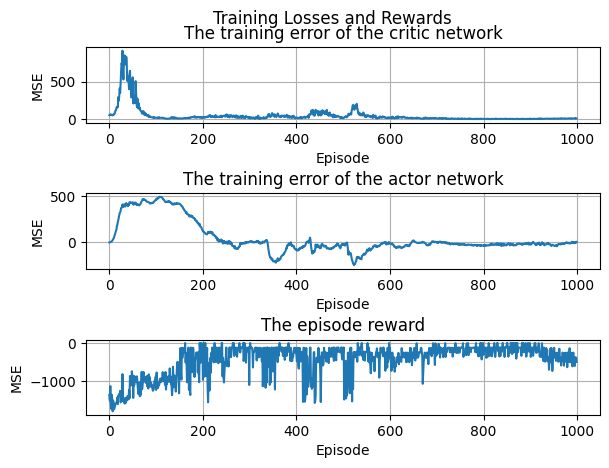 Training Losses and Rewards
The training error of the critic network
500
0
MSE
0 200 400 600 800 1000
Episode
The training error of the actor network
500
0
MSE
0 200 400 600 800 1000
Episode
The episode reward
0
−1000
MSE
0 200 400 600 800 1000
Episode